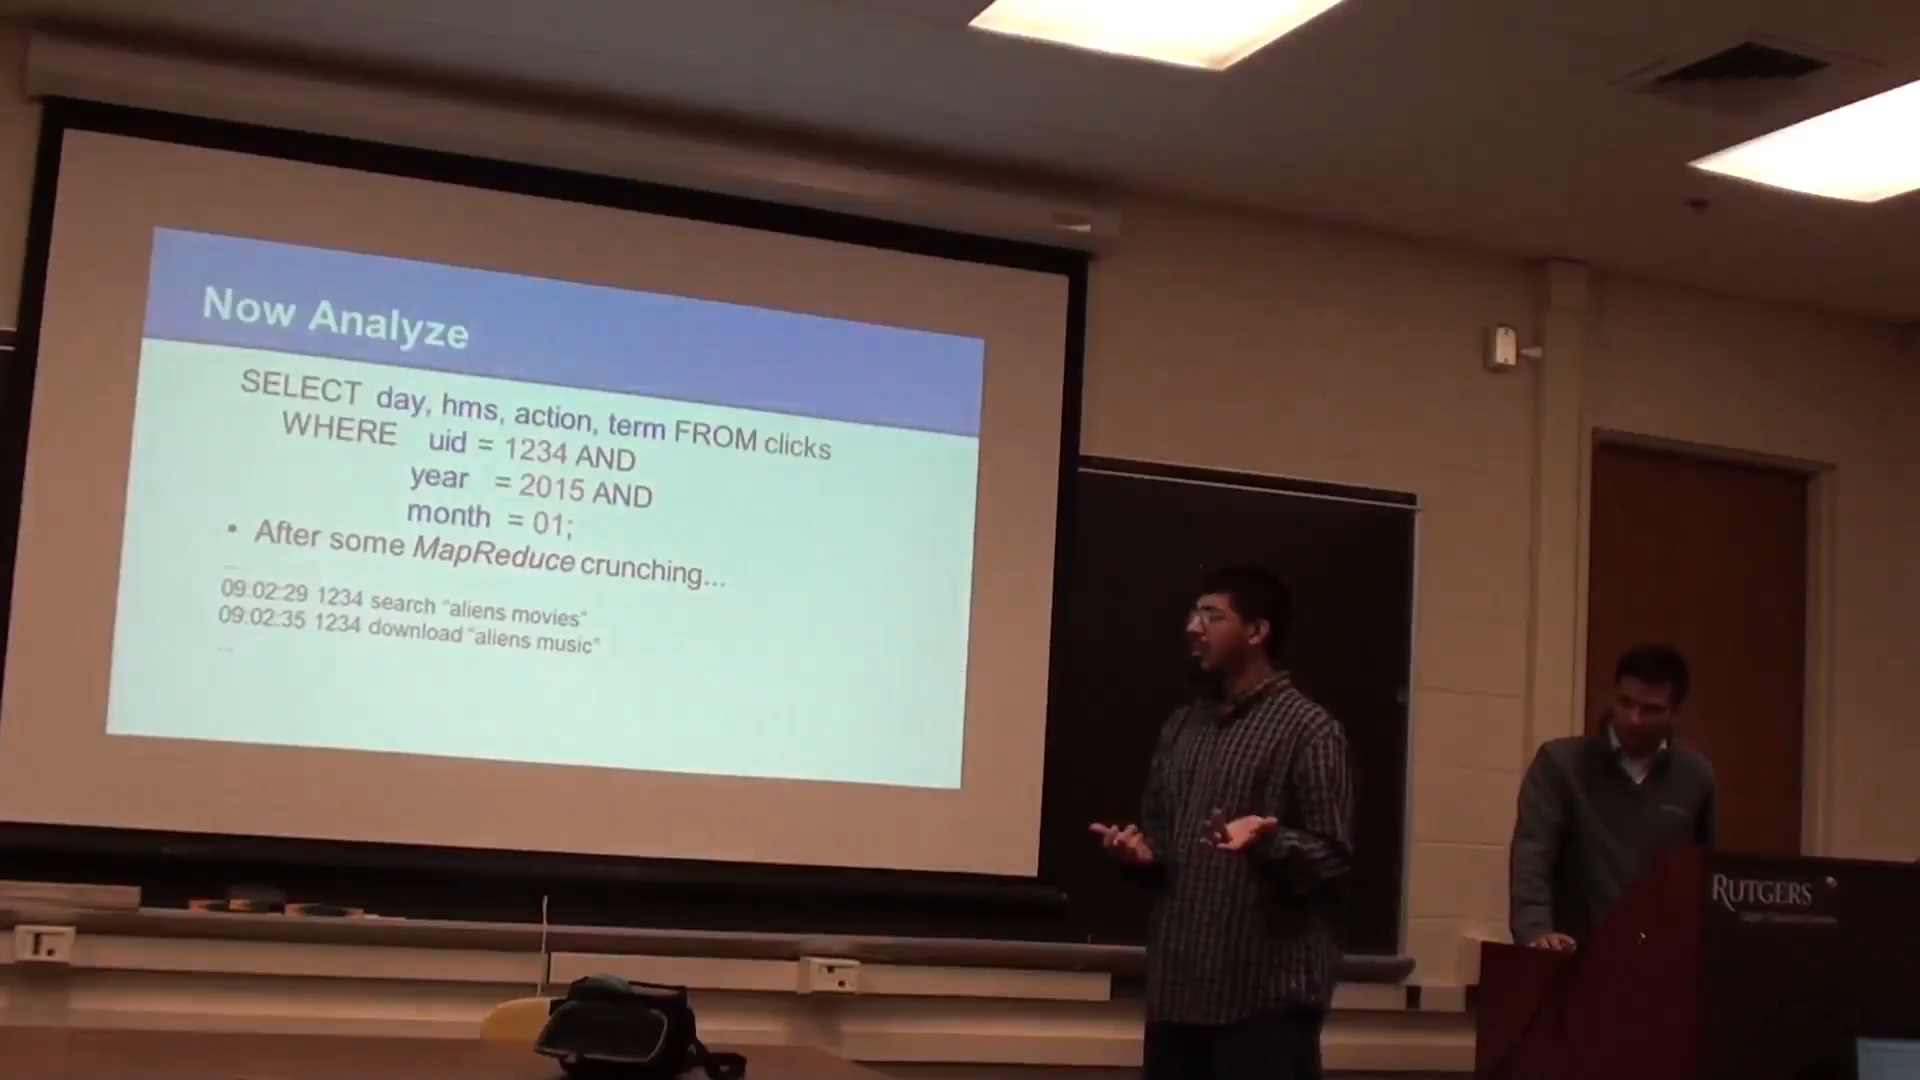 Now Analyze
SELECT day, hms, action, term FROM clicks
WHERE uid = 1234 AND
year = 2015 AND
month = 01;
• After some MapReduce crunching...
...
09:02:29 1234 search "aliens movies"
09:02:35 1234 download "aliens music"
...
RUTGERS